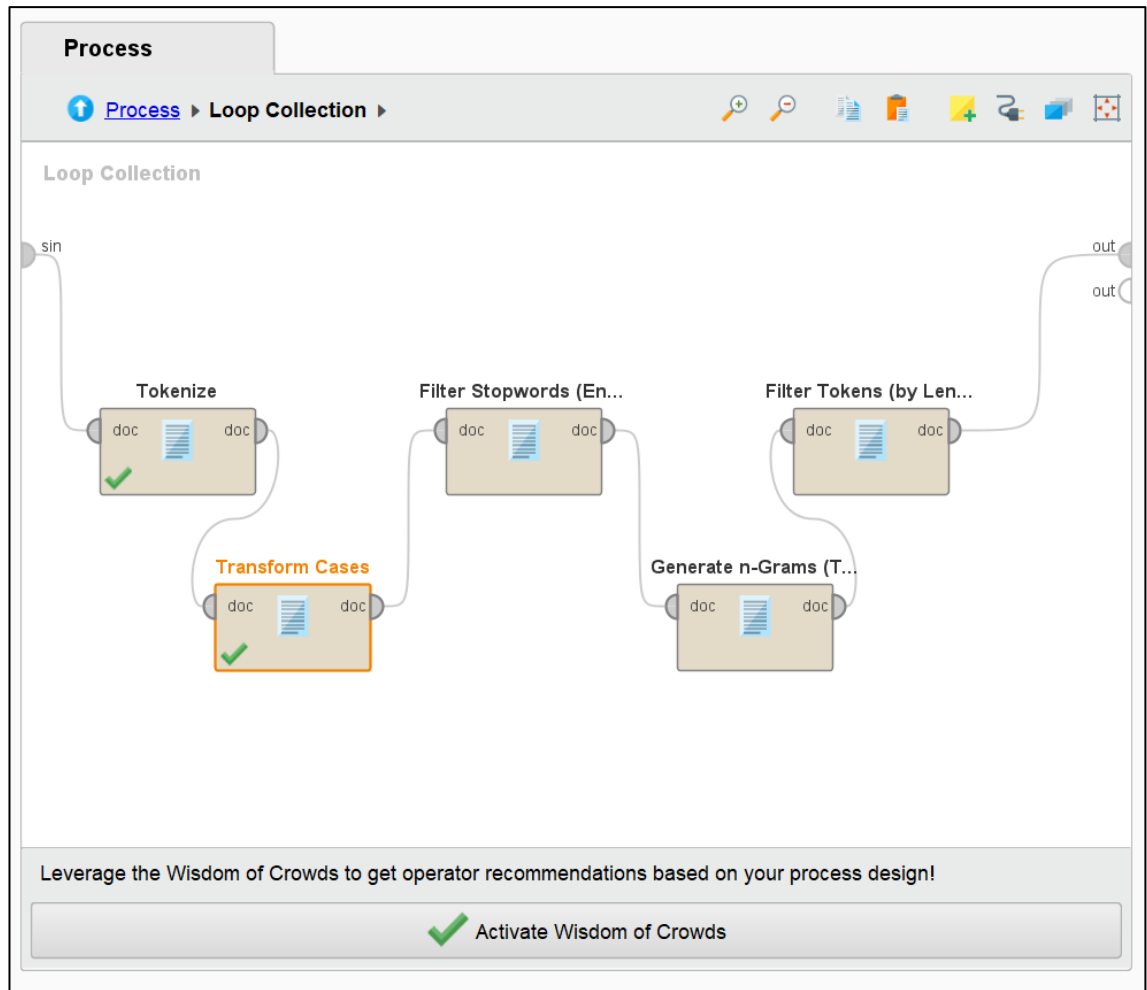 Process
Process Loop Collection
Loop Collection
sin
out
out
Tokenize
doc doc
Filter Stopwords (En...
doc doc
Filter Tokens (by Len...
doc doc
Transform Cases
doc doc
Generate n-Grams (T...
doc doc
Leverage the Wisdom of Crowds to get operator recommendations based on your process design!
Activate Wisdom of Crowds